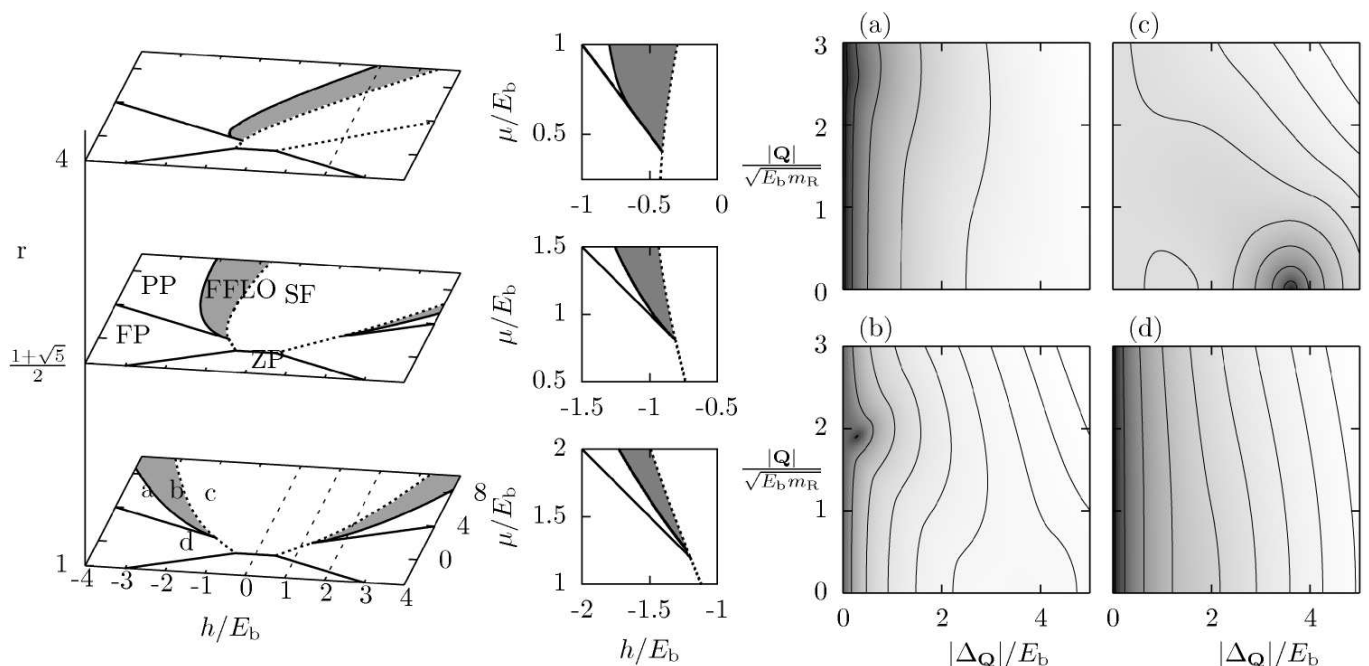 r
4
1+√5
2
1
PP
FP
FFLO
SF
ZP
a
b
c
d
8
4
0
-4
-3
-2
-1
0
1
2
3
4
h/E_b
μ/E_b
1
0.5
-1
-0.5
0
μ/E_b
1.5
1
0.5
-1.5
-1
-0.5
μ/E_b
2
1.5
1
-2
-1.5
-1
h/E_b
(a)
(c)
|Q|
√E_b m_R
3
2
1
0
(b)
(d)
|Q|
√E_b m_R
3
2
1
0
0
2
4
2
4
|Δ_Q|/E_b
|Δ_Q|/E_b